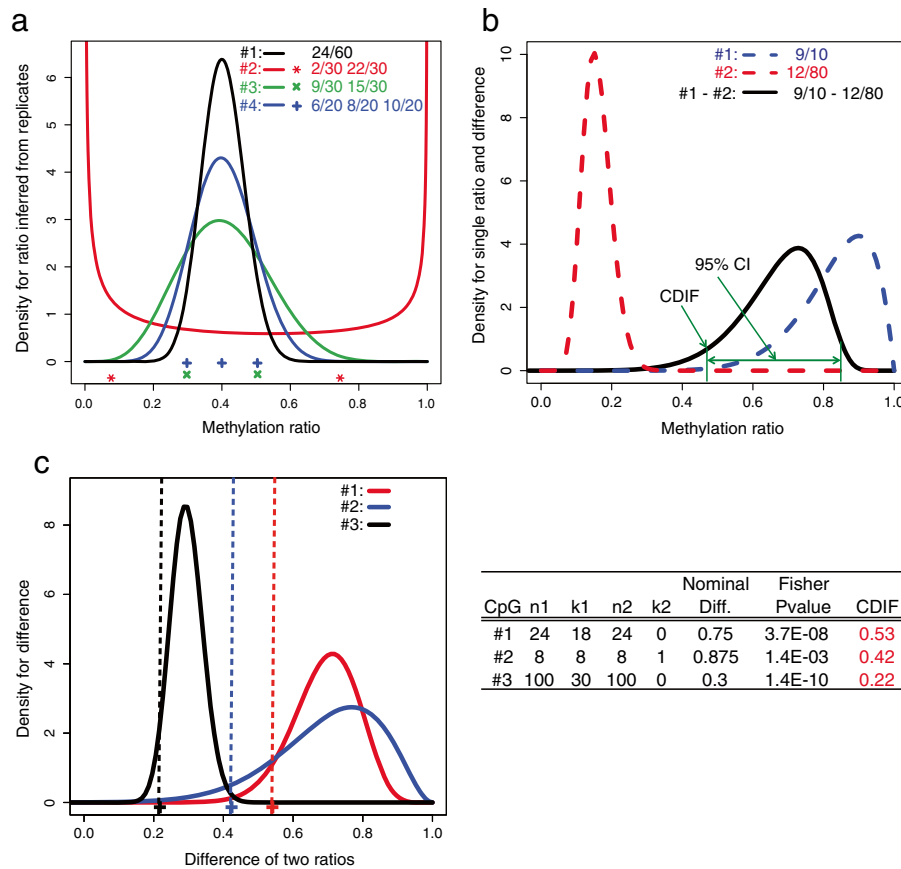 a
#1: 24/60
#2: * 2/30 22/30
#3: × 9/30 15/30
#4: + 6/20 8/20 10/20
Density for ratio inferred from replicates
0 1 2 3 4 5 6
0.0 0.2 0.4 0.6 0.8 1.0
Methylation ratio
b
#1: 9/10
#2: 12/80
#1 - #2: 9/10 - 12/80
Density for single ratio and difference
0 2 4 6 8 10
95% CI
CDIF
0.0 0.2 0.4 0.6 0.8 1.0
Methylation ratio
c
#1:
#2:
#3:
Density for difference
0 2 4 6 8
0.0 0.2 0.4 0.6 0.8 1.0
Difference of two ratios
Nominal Fisher
CpG n1 k1 n2 k2 Diff. Pvalue CDIF
#1 24 18 24 0 0.75 3.7E-08 0.53
#2 8 8 8 1 0.875 1.4E-03 0.42
#3 100 30 100 0 0.3 1.4E-10 0.22